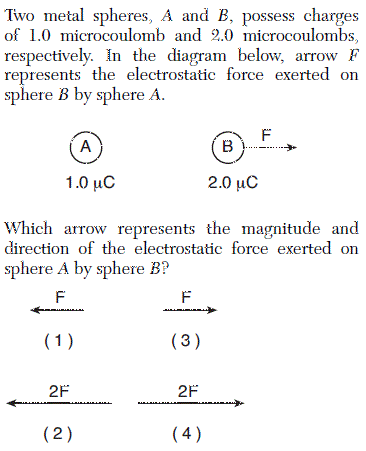 Two metal spheres, A and B, possess charges
of 1.0 microcoulomb and 2.0 microcoulombs,
respectively. In the diagram below, arrow F
represents the electrostatic force exerted on
sphere B by sphere A.
A B F
1.0 µC 2.0 µC
Which arrow represents the magnitude and
direction of the electrostatic force exerted on
sphere A by sphere B?
F F
(1) (3)
2F 2F
(2) (4)